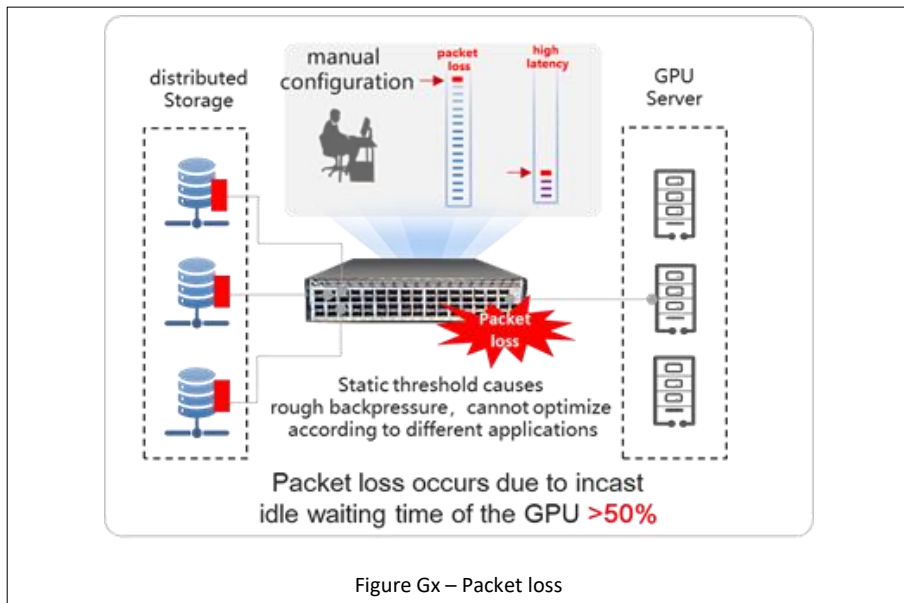 manual
configuration
packet
loss
high
latency
distributed
Storage
GPU
Server
Packet
loss
Static threshold causes
rough backpressure, cannot optimize
according to different applications
Packet loss occurs due to incast
idle waiting time of the GPU >50%
Figure Gx – Packet loss